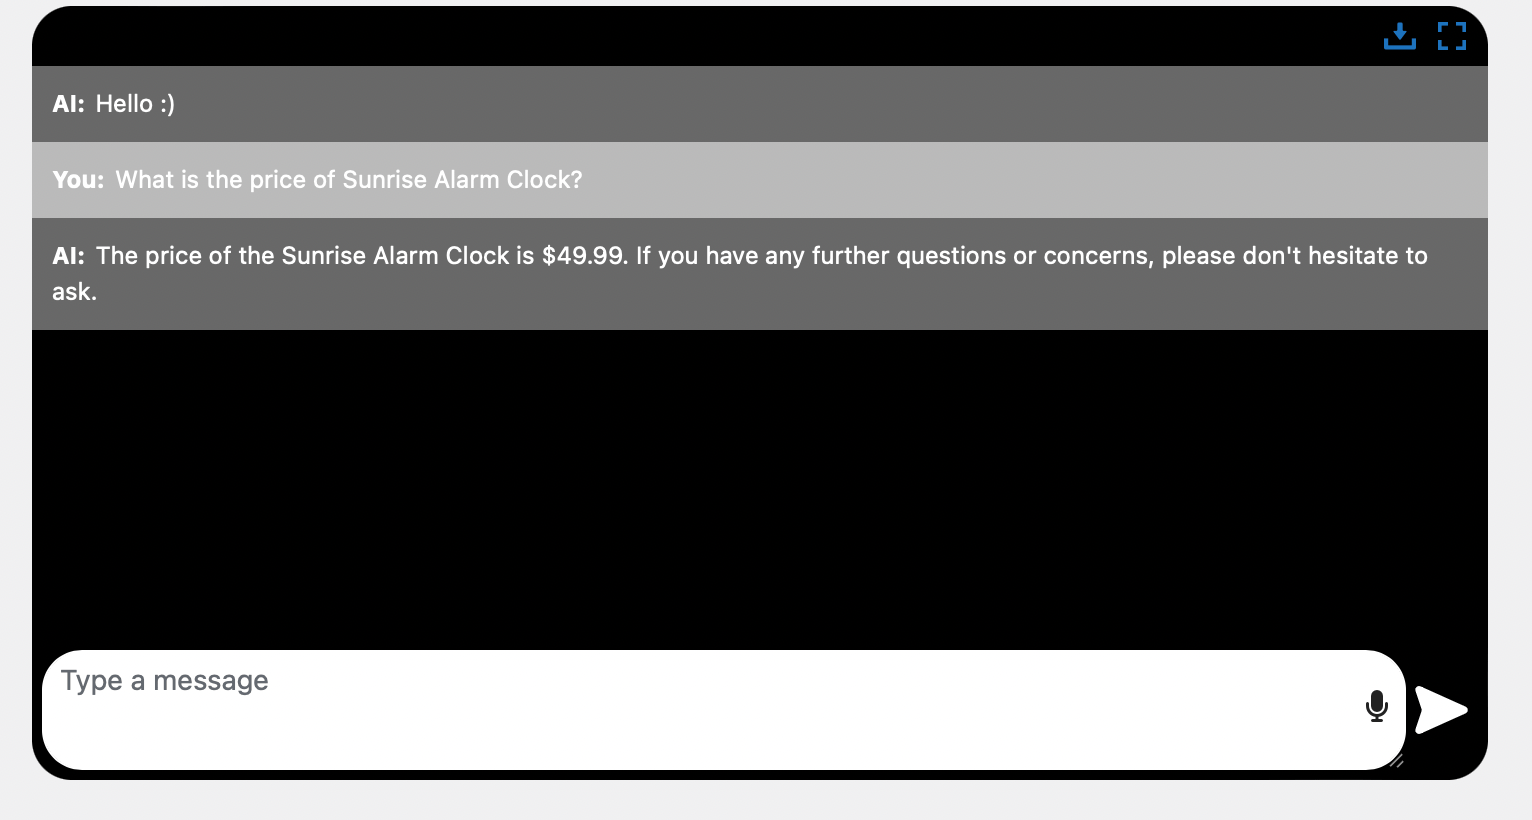 AI: Hello :)
You: What is the price of Sunrise Alarm Clock?
AI: The price of the Sunrise Alarm Clock is $49.99. If you have any further questions or concerns, please don't hesitate to
ask.
Type a message